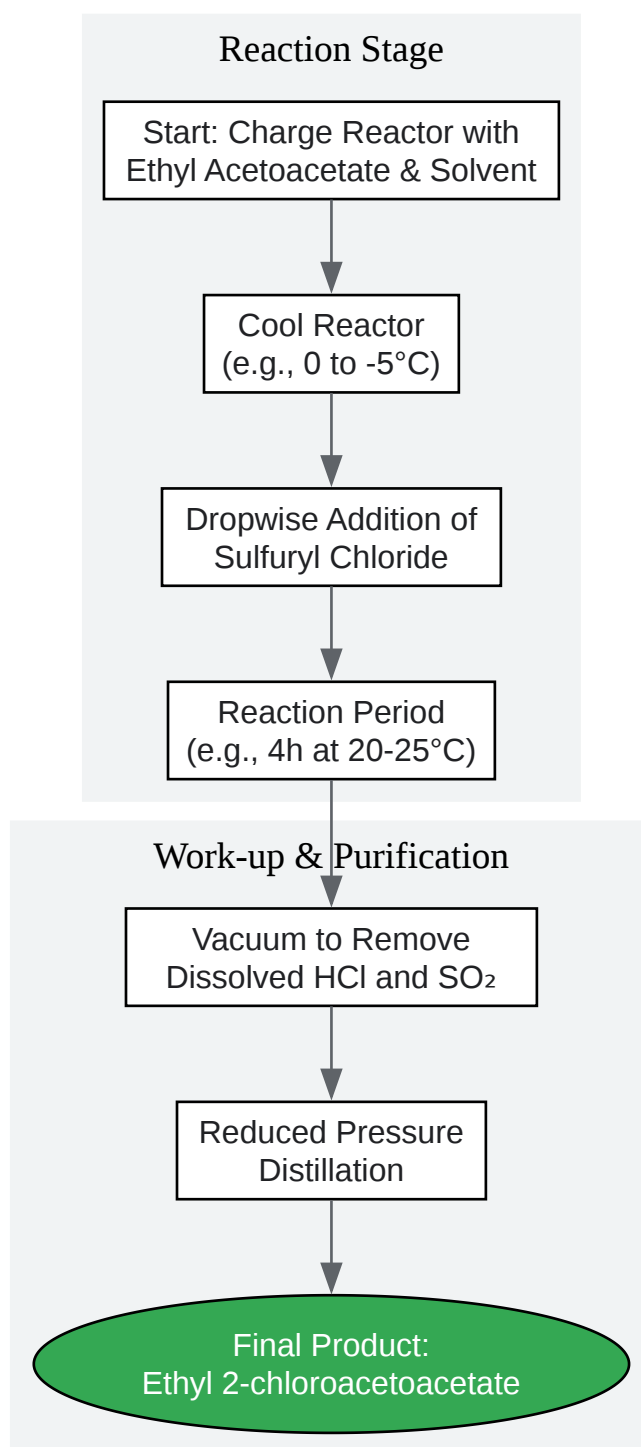 Reaction Stage
Start: Charge Reactor with
Ethyl Acetoacetate & Solvent
Cool Reactor
(e.g., 0 to -5°C)
Dropwise Addition of
Sulfuryl Chloride
Reaction Period
(e.g., 4h at 20-25°C)
Work-up & Purification
Vacuum to Remove
Dissolved HCl and SO₂
Reduced Pressure
Distillation
Final Product:
Ethyl 2-chloroacetoacetate